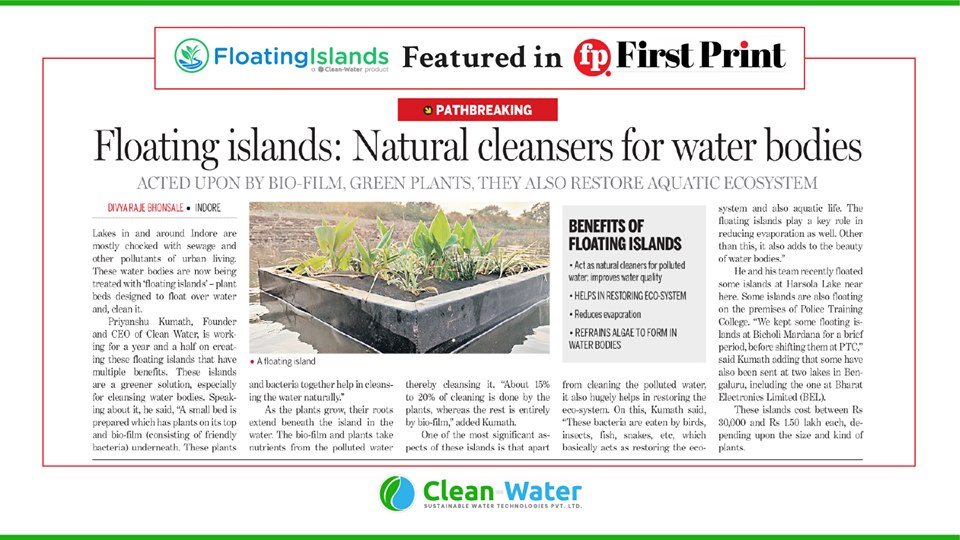 FloatingIslands
a Clean-Water product
Featured in
fp. First Print
PATHBREAKING
Floating islands: Natural cleansers for water bodies
ACTED UPON BY BIO-FILM, GREEN PLANTS, THEY ALSO RESTORE AQUATIC ECOSYSTEM
DIVYA RAJE BHONSALE • INDORE
Lakes in and around Indore are
mostly chocked with sewage and
other pollutants of urban living.
These water bodies are now being
treated with 'floating islands' – plant
beds designed to float over water
and, clean it.
Priyanshu Kumath, Founder
and CEO of Clean Water, is work-
ing for a year and a half on creat-
ing these floating islands that have
multiple benefits. These islands
are a greener solution, especially
for cleansing water bodies. Speak-
ing about it, he said, "A small bed is
prepared which has plants on its top
and bio-film (consisting of friendly
bacteria) underneath. These plants
• A floating island
and bacteria together help in cleans-
ing the water naturally."
As the plants grow, their roots
extend beneath the island in the
water. The bio-film and plants take
nutrients from the polluted water
thereby cleansing it. "About 15%
to 20% of cleaning is done by the
plants, whereas the rest is entirely
by bio-film," added Kumath.
One of the most significant as-
pects of these islands is that apart
BENEFITS OF
FLOATING ISLANDS
• Act as natural cleaners for polluted
water; improves water quality
• HELPS IN RESTORING ECO-SYSTEM
• Reduces evaporation
• REFRAINS ALGAE TO FORM IN
WATER BODIES
from cleaning the polluted water,
it also hugely helps in restoring the
eco-system. On this, Kumath said,
"These bacteria are eaten by birds,
insects, fish, snakes, etc, which
basically acts as restoring the eco-
system and also aquatic life. The
floating islands play a key role in
reducing evaporation as well. Other
than this, it also adds to the beauty
of water bodies."
He and his team recently floated
some islands at Harsola Lake near
here. Some islands are also floating
on the premises of Police Training
College. "We kept some floating is-
lands at Bicholi Mardana for a brief
period, before shifting them at PTC,"
said Kumath adding that some have
also been sent at two lakes in Ben-
galuru, including the one at Bharat
Electronics Limited (BEL).
These islands cost between Rs
30,000 and Rs 1.50 lakh each, de-
pending upon the size and kind of
plants.
Clean-Water
SUSTAINABLE WATER TECHNOLOGIES PVT. LTD.